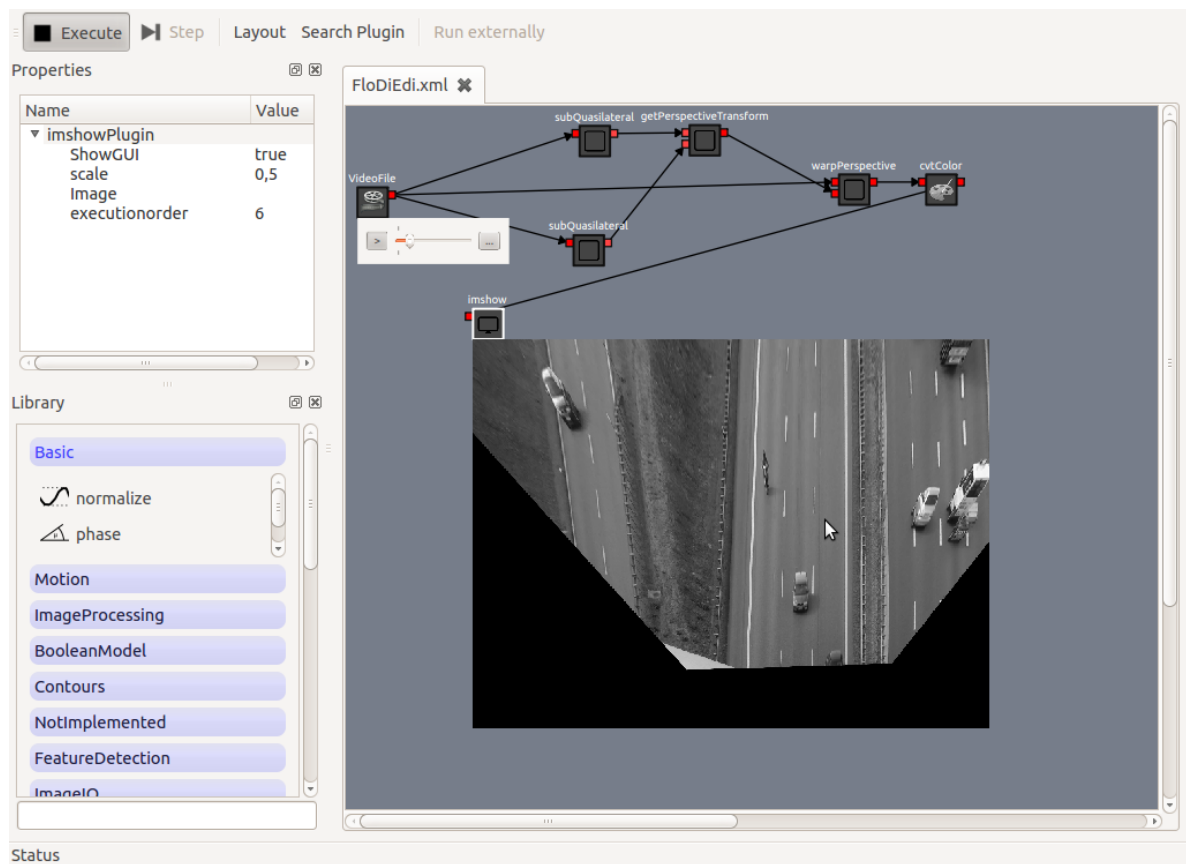 Execute Step Layout Search Plugin Run externally
Properties
Name Value
imshowPlugin
ShowGUI true
scale 0,5
Image
executionorder 6
Library
Basic
normalize
phase
Motion
ImageProcessing
BooleanModel
Contours
NotImplemented
FeatureDetection
ImageIO
FloDiEdi.xml
subQuasilateral getPerspectiveTransform
warpPerspective cvtColor
VideoFile
subQuasilateral
> ...
imshow
Status